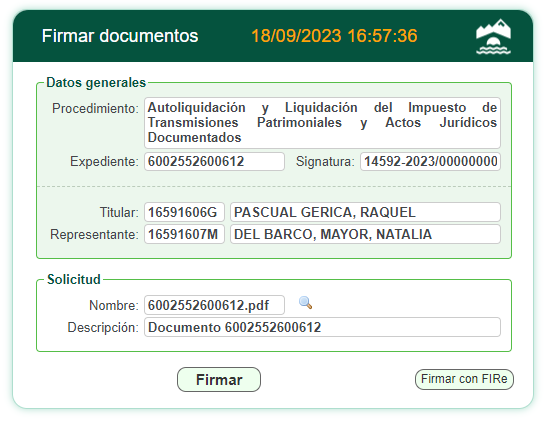 Firmar documentos 18/09/2023 16:57:36
Datos generales
Procedimiento: Autoliquidación y Liquidación del Impuesto de
Transmisiones Patrimoniales y Actos Jurídicos
Documentados
Expediente: 6002552600612 Signatura: 14592-2023/00000000
Titular: 16591606G PASCUAL GERICA, RAQUEL
Representante: 16591607M DEL BARCO, MAYOR, NATALIA
Solicitud
Nombre: 6002552600612.pdf
Descripción: Documento 6002552600612
Firmar Firmar con FIRe